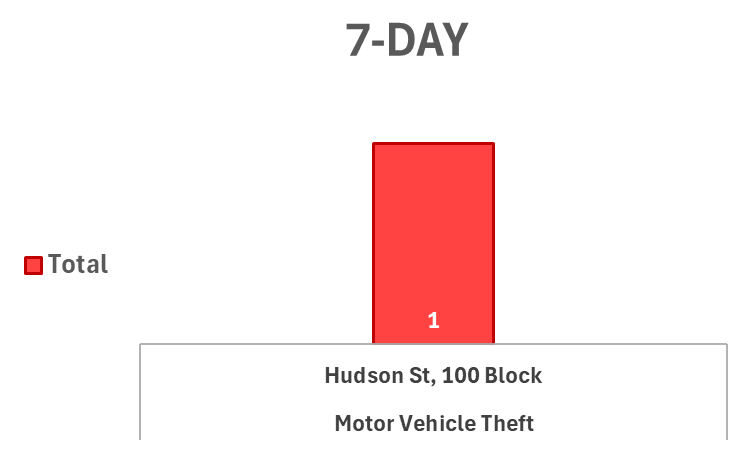 7-DAY
Total
1
Hudson St, 100 Block
Motor Vehicle Theft